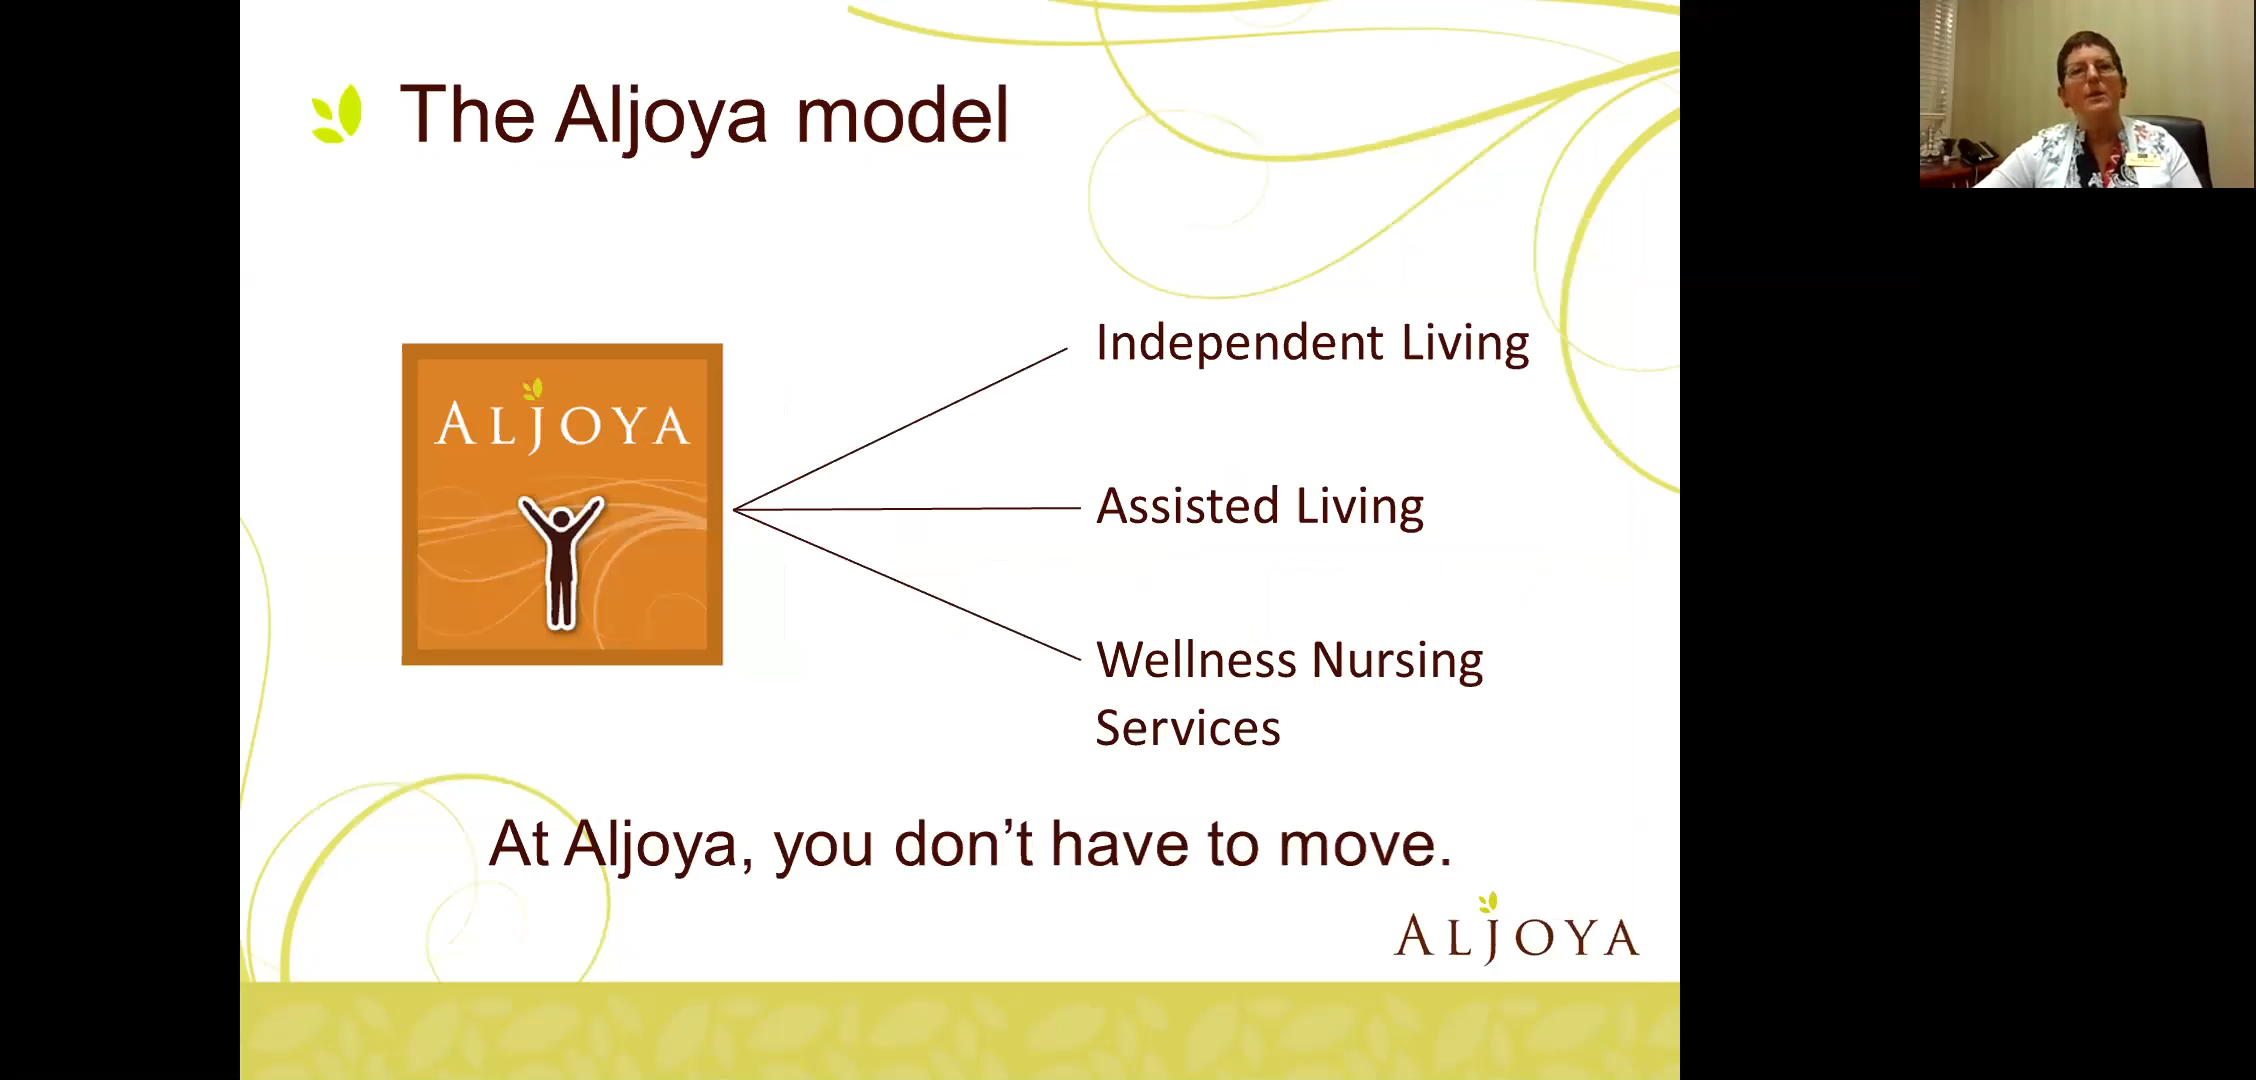 The Aljoya model
ALJOYA
Independent Living
Assisted Living
Wellness Nursing
Services
At Aljoya, you don’t have to move.
ALJOYA